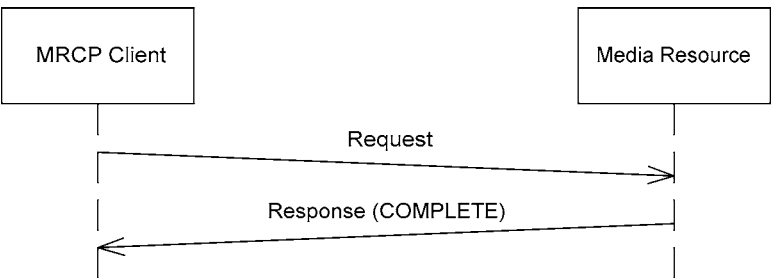 MRCP Client
Media Resource
Request
Response (COMPLETE)